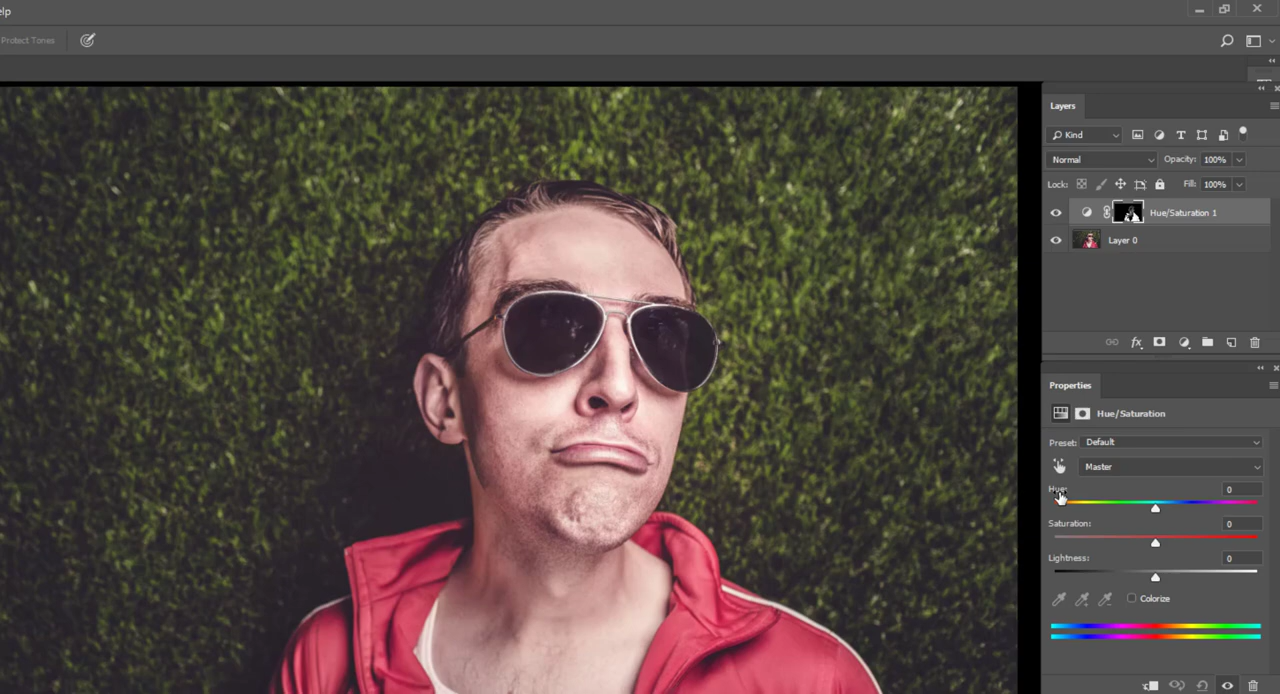 elp
Protect Tones
Layers
Kind
Normal Opacity: 100%
Lock: Fill: 100%
Hue/Saturation 1
Layer 0
Properties
Hue/Saturation
Preset: Default
Master
Hue: 0
Saturation: 0
Lightness: 0
Colorize